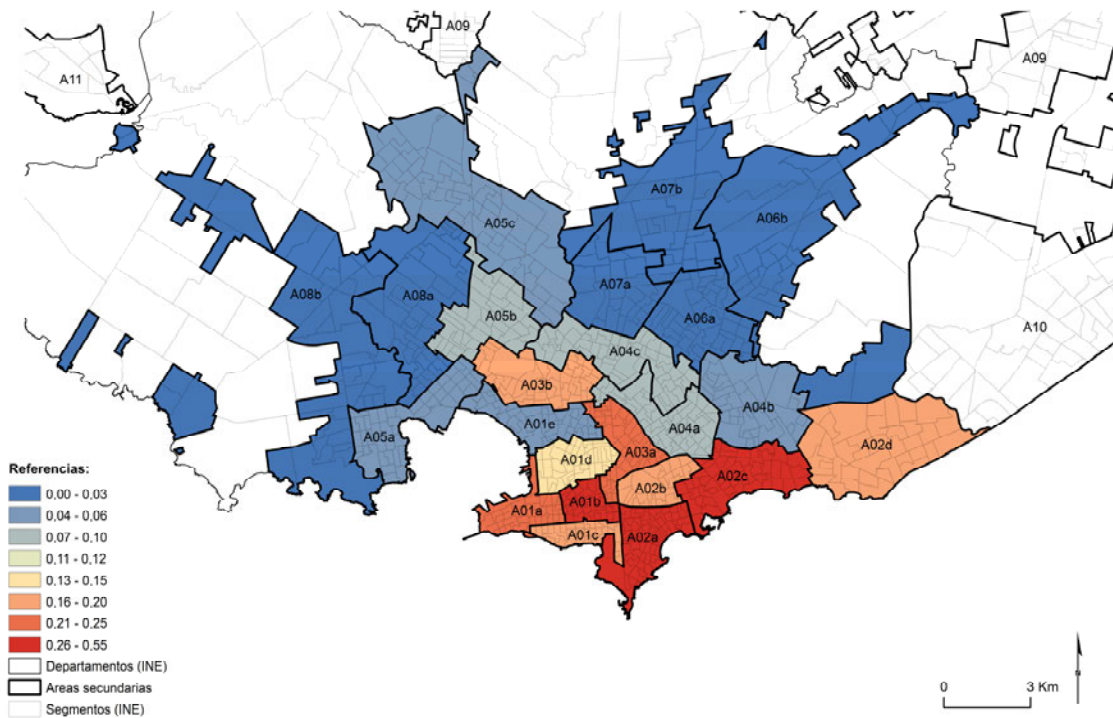 A09
A11
A09
A07b
A06b
A05c
A08b
A08a
A07a
A06a
A05b
A10
A04c
A03b
A04b
A01e
A04a
A05a
A02d
A03a
A01d
A02c
A02b
A01b
A01a
A01c
A02a
Referencias:
0,00 - 0,03
0,04 - 0,06
0,07 - 0,10
0,11 - 0,12
0,13 - 0,15
0,16 - 0,20
0,21 - 0,25
0,26 - 0,55
Departamentos (INE)
Areas secundarias
Segmentos (INE)
N
0 3 Km